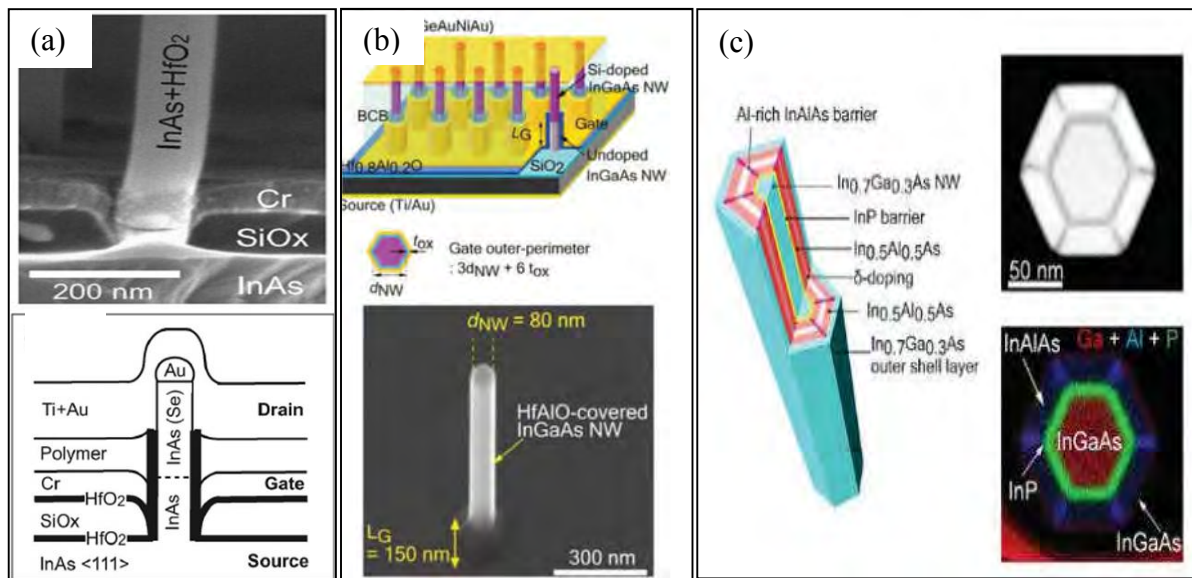 (a)
InAs+HfO₂
Cr
SiOx
200 nm
InAs
Au
Ti+Au
InAs (Se)
Drain
Polymer
Cr
Gate
HfO₂
InAs
SiOx
HfO₂
InAs <111>
Source
(b)
GeAuNiAu)
Si-doped
InGaAs NW
BCB
LG
Gate
SiO₂
Undoped
InGaAs NW
Hf0.8Al0.2O
Source (Ti/Au)
tox
Gate outer-perimeter
: 3dNW + 6 tox
dNW
dNW = 80 nm
HfAlO-covered
InGaAs NW
LG
= 150 nm
300 nm
(c)
Al-rich InAlAs barrier
In0.7Ga0.3As NW
InP barrier
In0.5Al0.5As
δ-doping
In0.5Al0.5As
In0.7Ga0.3As
outer shell layer
50 nm
Ga + Al + P
InAlAs
InGaAs
InP
InGaAs